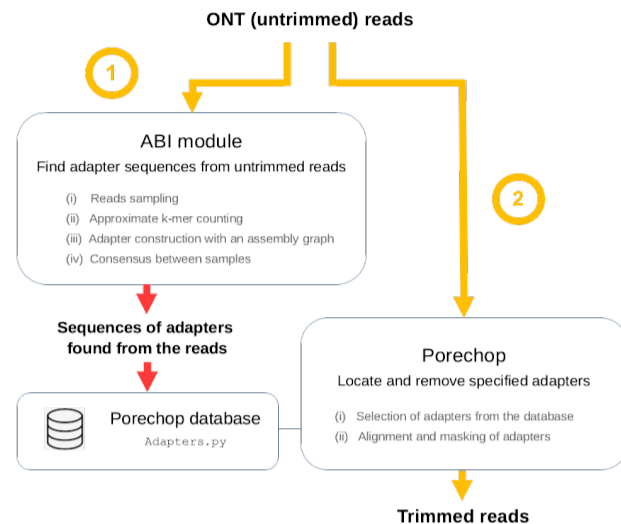 ONT (untrimmed) reads
1
ABI module
Find adapter sequences from untrimmed reads
(i) Reads sampling
(ii) Approximate k-mer counting
(iii) Adapter construction with an assembly graph
(iv) Consensus between samples
2
Sequences of adapters
found from the reads
Porechop
Locate and remove specified adapters
(i) Selection of adapters from the database
(ii) Alignment and masking of adapters
Porechop database
Adapters.py
Trimmed reads